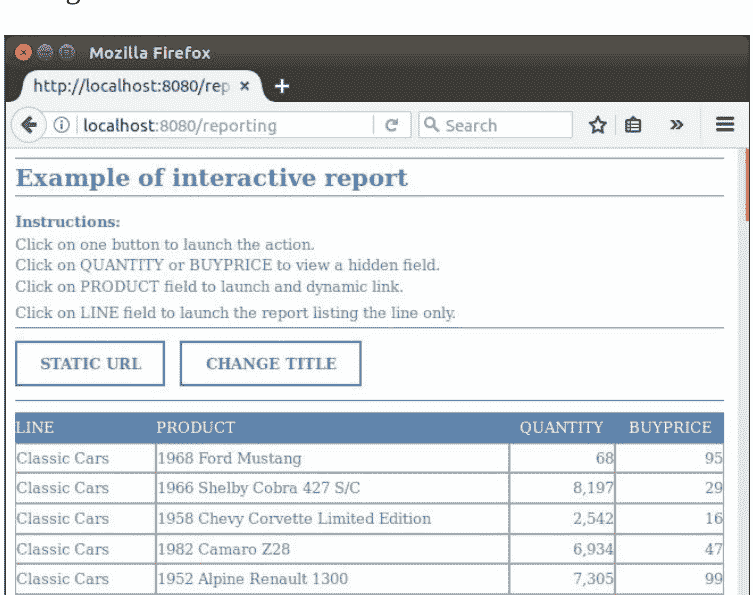 Mozilla Firefox
http://localhost:8080/rep
localhost:8080/reporting
Search
Example of interactive report
Instructions:
Click on one button to launch the action.
Click on QUANTITY or BUYPRICE to view a hidden field.
Click on PRODUCT field to launch and dynamic link.
Click on LINE field to launch the report listing the line only.
STATIC URL CHANGE TITLE
LINE PRODUCT QUANTITY BUYPRICE
Classic Cars 1968 Ford Mustang 68 95
Classic Cars 1966 Shelby Cobra 427 S/C 8,197 29
Classic Cars 1958 Chevy Corvette Limited Edition 2,542 16
Classic Cars 1982 Camaro Z28 6,934 47
Classic Cars 1952 Alpine Renault 1300 7,305 99